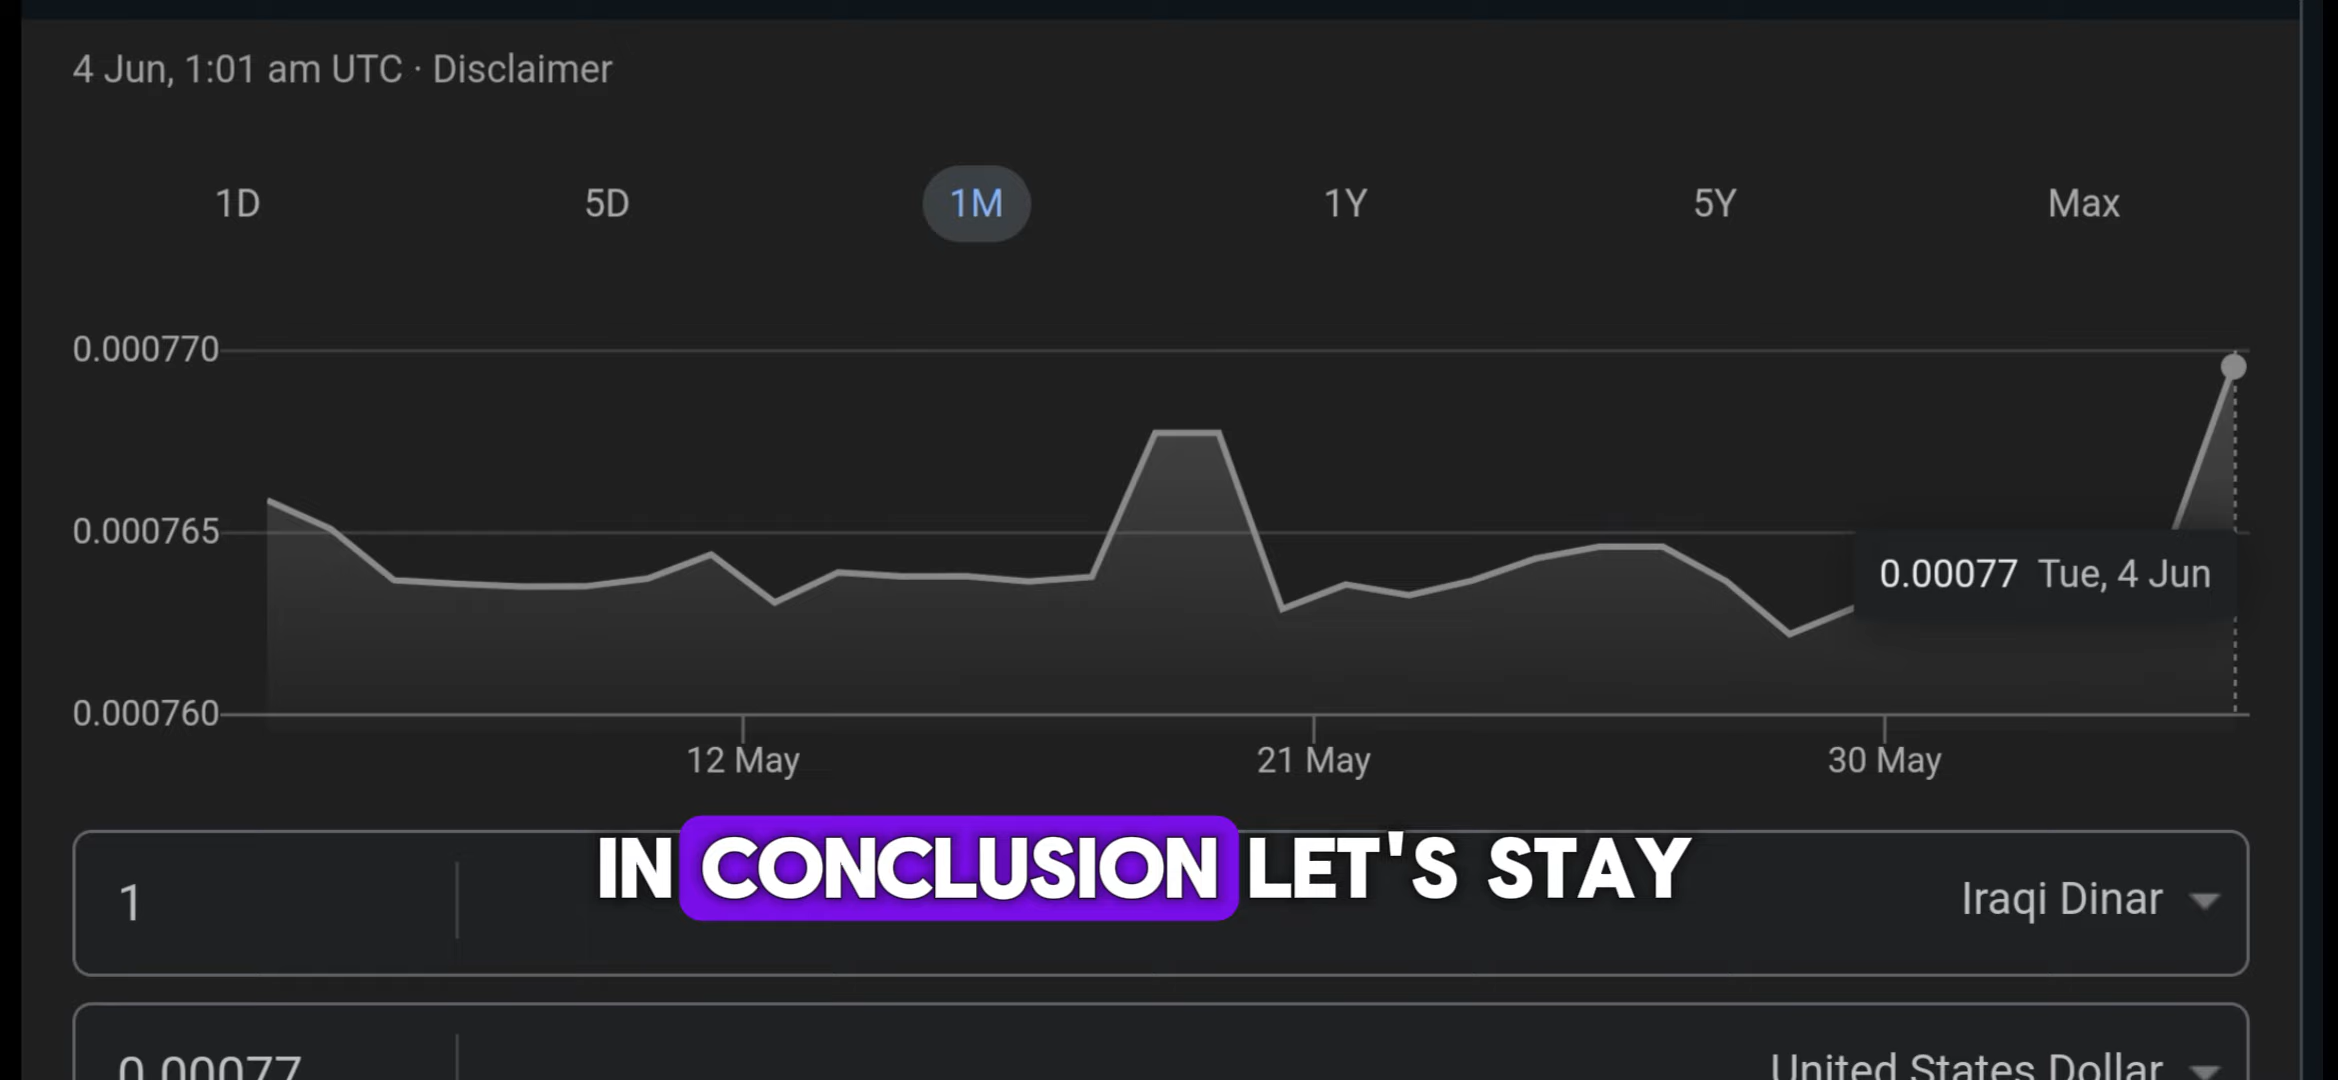 4 Jun, 1:01 am UTC · Disclaimer
1D 5D 1M 1Y 5Y Max
0.000770
0.000765
0.00077 Tue, 4 Jun
0.000760
12 May 21 May 30 May
IN CONCLUSION LET'S STAY
1 Iraqi Dinar
0.00077 United States Dollar